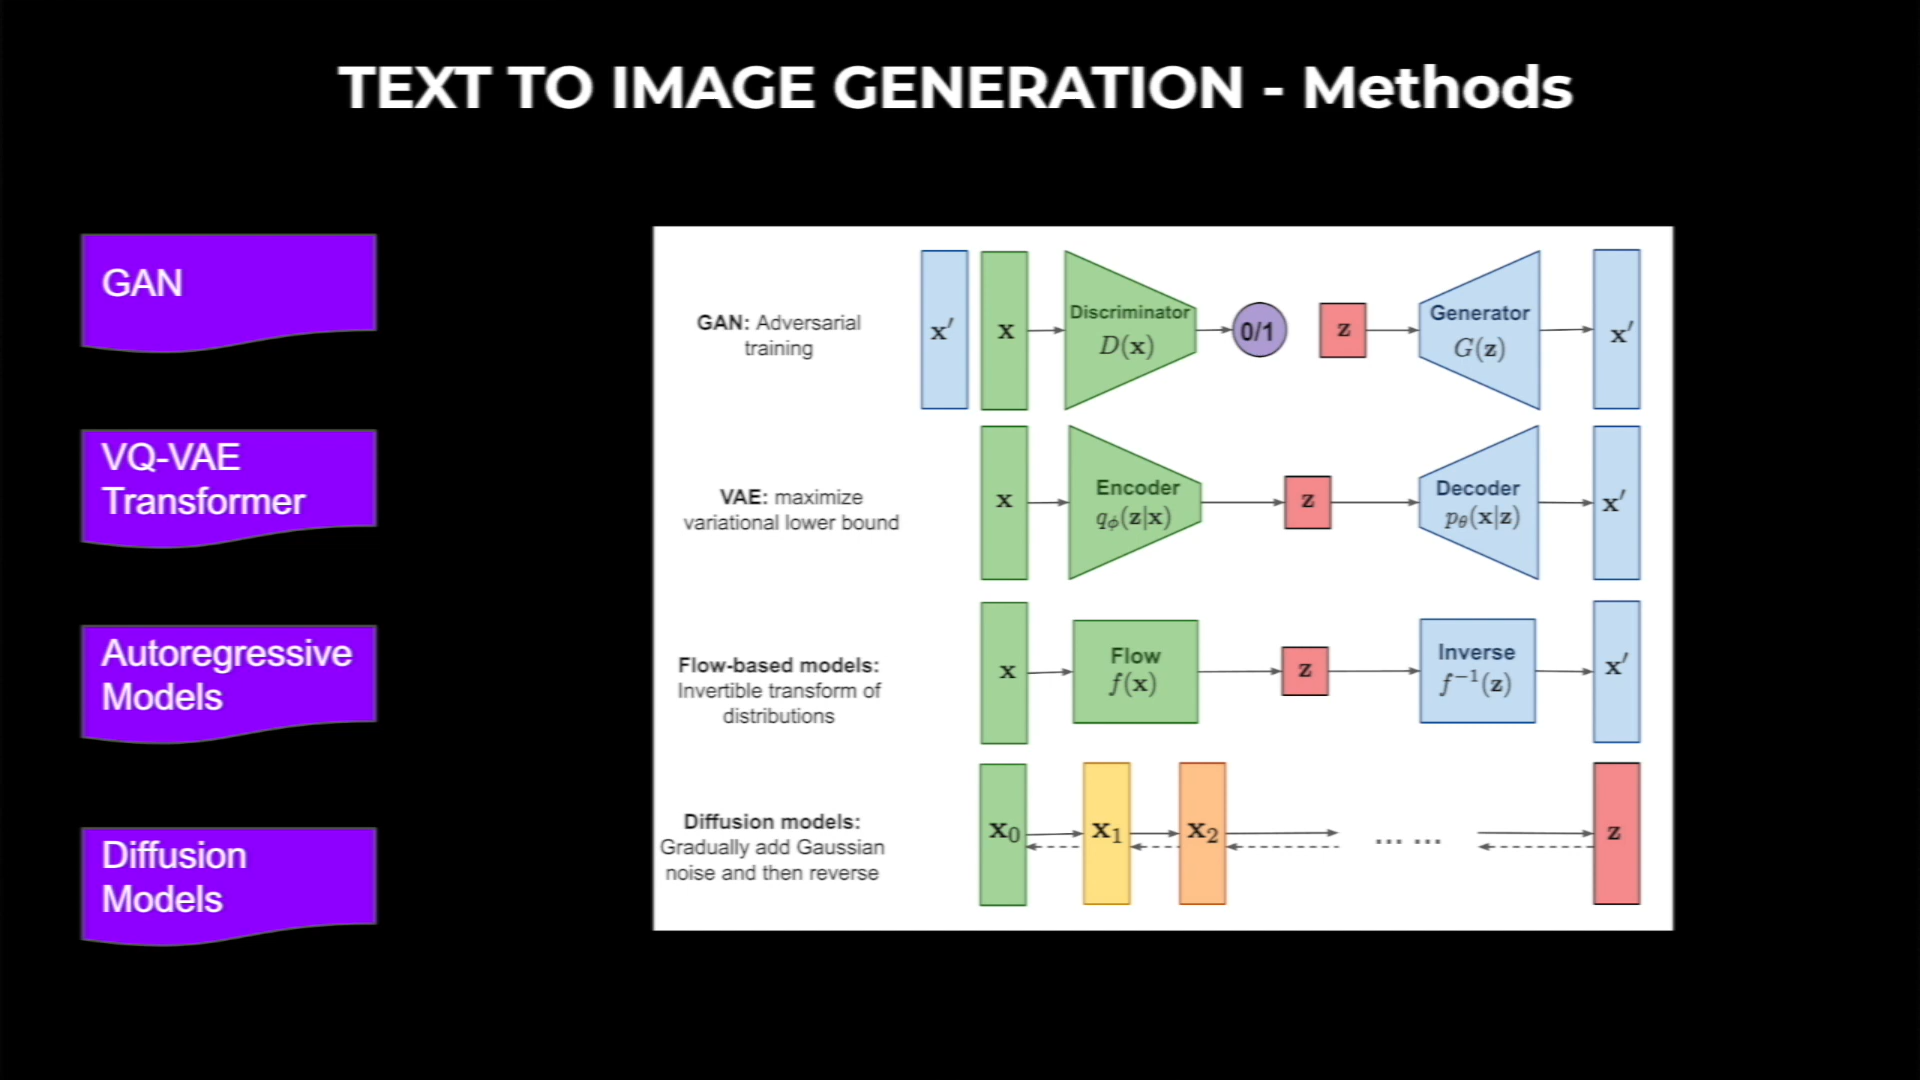 TEXT TO IMAGE GENERATION - Methods
GAN
VQ-VAE
Transformer
Autoregressive
Models
Diffusion
Models
GAN: Adversarial
training
x′
x
Discriminator
D(x)
0/1
z
Generator
G(z)
x′
VAE: maximize
variational lower bound
x
Encoder
qϕ(z|x)
z
Decoder
pθ(x|z)
x′
Flow-based models:
Invertible transform of
distributions
x
Flow
f(x)
z
Inverse
f⁻¹(z)
x′
Diffusion models:
Gradually add Gaussian
noise and then reverse
x₀
x₁
x₂
... ...
z